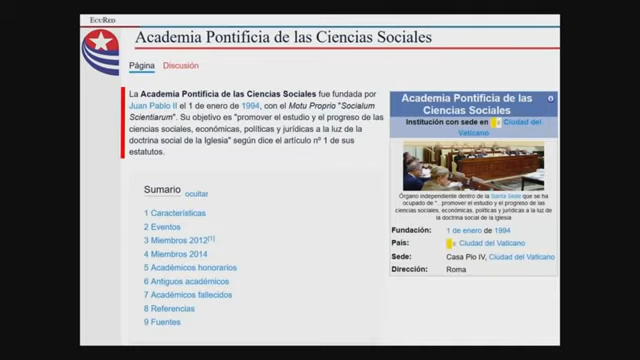 EcuRed
Academia Pontificia de las Ciencias Sociales
Página Discusión
La Academia Pontificia de las Ciencias Sociales fue fundada por
Juan Pablo II el 1 de enero de 1994, con el Motu Proprio "Socialum
Scientiarum". Su objetivo es "promover el estudio y el progreso de las
ciencias sociales, económicas, políticas y jurídicas a la luz de la
doctrina social de la Iglesia" según dice el artículo nº 1 de sus
estatutos.
Sumario ocultar
1 Características
2 Eventos
3 Miembros 2012[1]
4 Miembros 2014
5 Académicos honorarios
6 Antiguos académicos
7 Académicos fallecidos
8 Referencias
9 Fuentes
Academia Pontificia de las
Ciencias Sociales
Institución con sede en Ciudad del
Vaticano
Órgano independiente dentro de la Santa Sede que se ha
ocupado de ".. promover el estudio y el progreso de las
ciencias sociales, económicas, políticas y jurídicas a la luz de
la doctrina social de la Iglesia
Fundación: 1 de enero de 1994
País: Ciudad del Vaticano
Sede: Casa Pío IV, Ciudad del Vaticano
Dirección: Roma